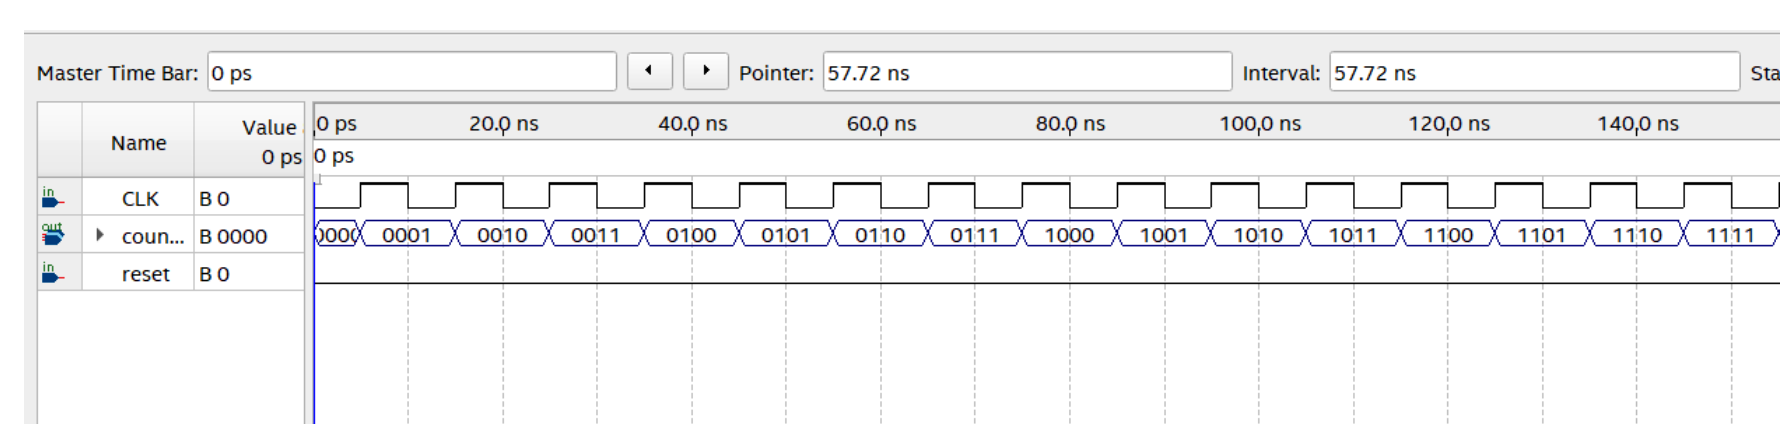 Master Time Bar: 0 ps Pointer: 57.72 ns Interval: 57.72 ns Sta
Name Value 0 ps
0 ps 20.0 ns 40.0 ns 60.0 ns 80.0 ns 100.0 ns 120.0 ns 140.0 ns
0 ps
in CLK B 0
out coun... B 0000 0001 0010 0011 0100 0101 0110 0111 1000 1001 1010 1011 1100 1101 1110 1111
in reset B 0